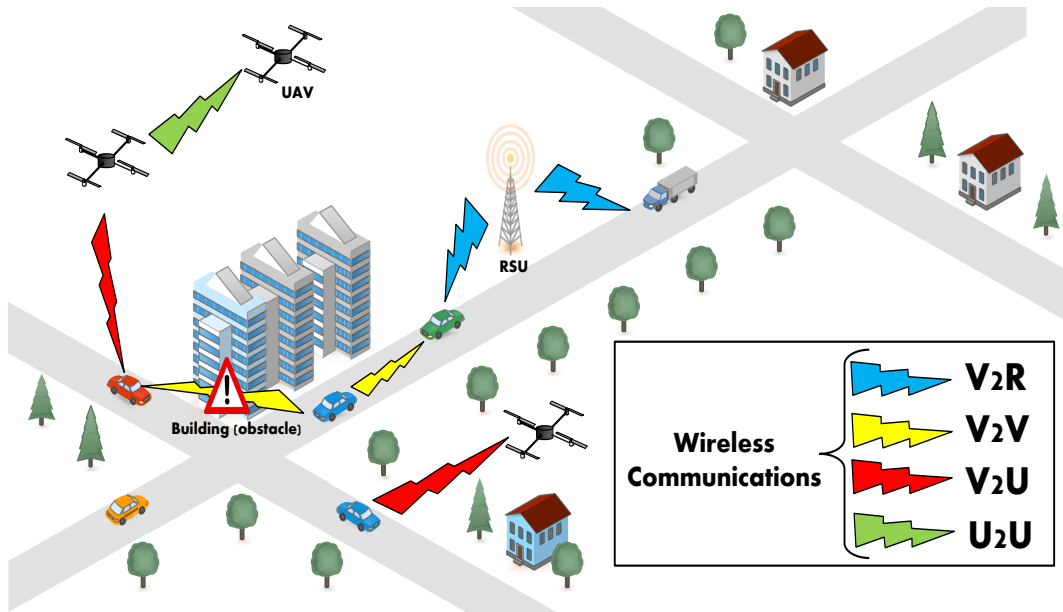 UAV
RSU
!
Building (obstacle)
Wireless
Communications
V2R
V2V
V2U
U2U